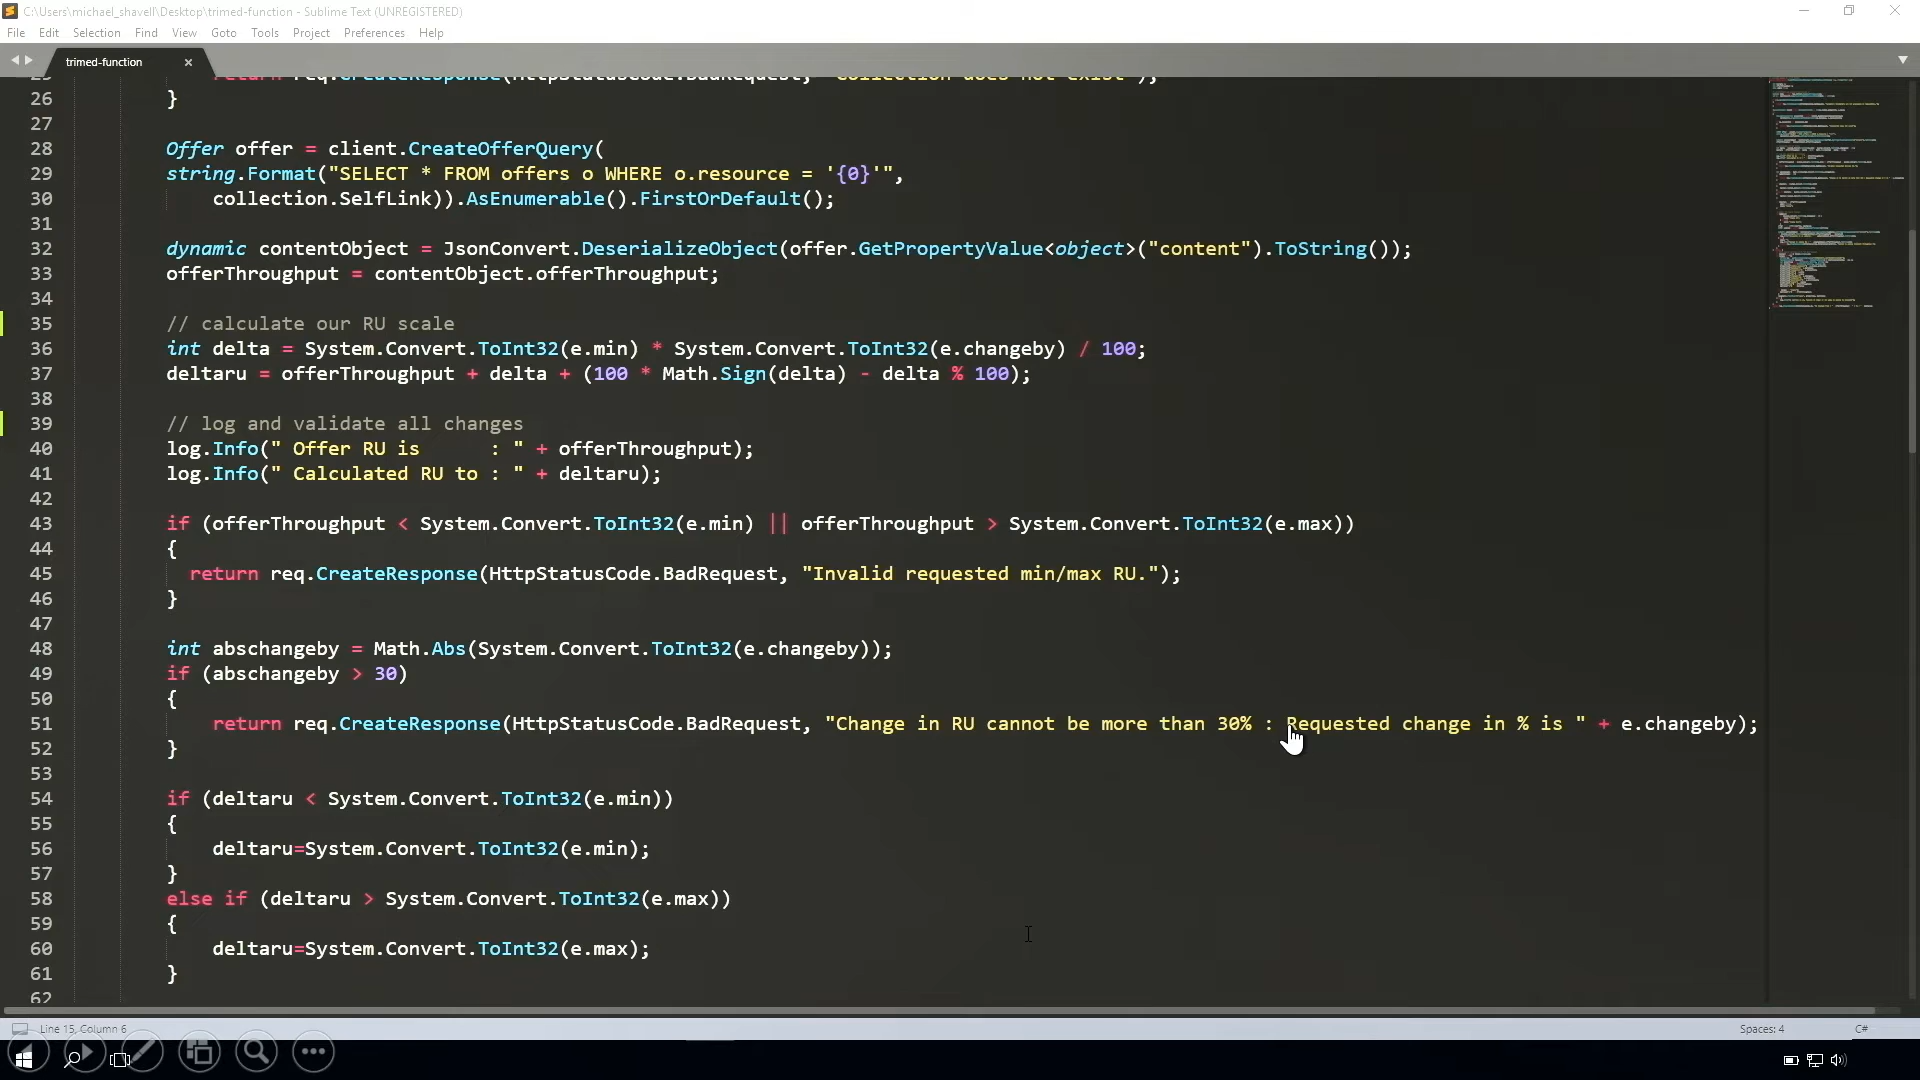 C:\Users\michael_shavell\Desktop\trimed-function - Sublime Text (UNREGISTERED)
File Edit Selection Find View Goto Tools Project Preferences Help
trimed-function ×
25 return req.CreateResponse(HttpStatusCode.BadRequest, "Collection does not exist");
26 }
27
28 Offer offer = client.CreateOfferQuery(
29 string.Format("SELECT * FROM offers o WHERE o.resource = '{0}'",
30 collection.SelfLink)).AsEnumerable().FirstOrDefault();
31
32 dynamic contentObject = JsonConvert.DeserializeObject(offer.GetPropertyValue<object>("content").ToString());
33 offerThroughput = contentObject.offerThroughput;
34
35 // calculate our RU scale
36 int delta = System.Convert.ToInt32(e.min) * System.Convert.ToInt32(e.changeby) / 100;
37 deltaru = offerThroughput + delta + (100 * Math.Sign(delta) - delta % 100);
38
39 // log and validate all changes
40 log.Info(" Offer RU is      : " + offerThroughput);
41 log.Info(" Calculated RU to : " + deltaru);
42
43 if (offerThroughput < System.Convert.ToInt32(e.min) || offerThroughput > System.Convert.ToInt32(e.max))
44 {
45 return req.CreateResponse(HttpStatusCode.BadRequest, "Invalid requested min/max RU.");
46 }
47
48 int abschangeby = Math.Abs(System.Convert.ToInt32(e.changeby));
49 if (abschangeby > 30)
50 {
51 return req.CreateResponse(HttpStatusCode.BadRequest, "Change in RU cannot be more than 30% : Requested change in % is " + e.changeby);
52 }
53
54 if (deltaru < System.Convert.ToInt32(e.min))
55 {
56 deltaru=System.Convert.ToInt32(e.min);
57 }
58 else if (deltaru > System.Convert.ToInt32(e.max))
59 {
60 deltaru=System.Convert.ToInt32(e.max);
61 }
62
Line 15, Column 6 Spaces: 4 C#